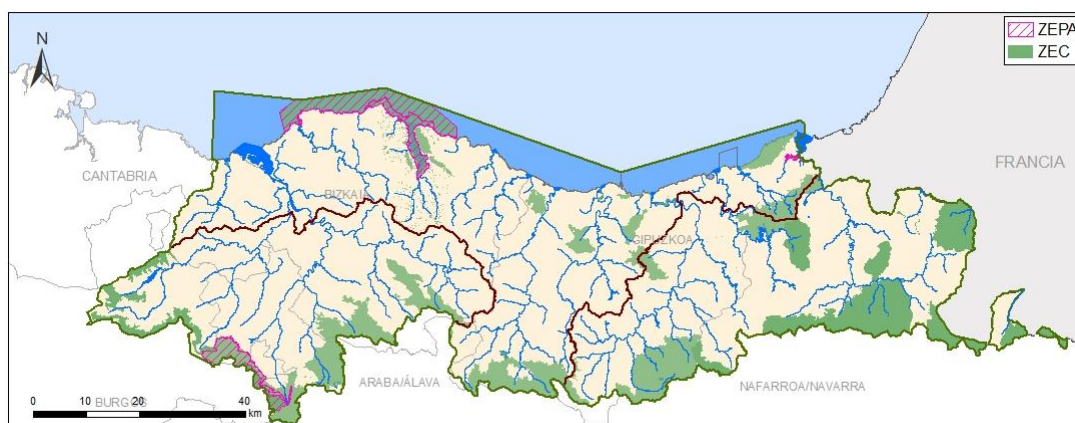 ZEPA
ZEC
N
FRANCIA
CANTABRIA
BIZKAIA
GIPUZKOA
ARABA/ÁLAVA
NAFARROA/NAVARRA
BURGOS
0 10 20 40
km